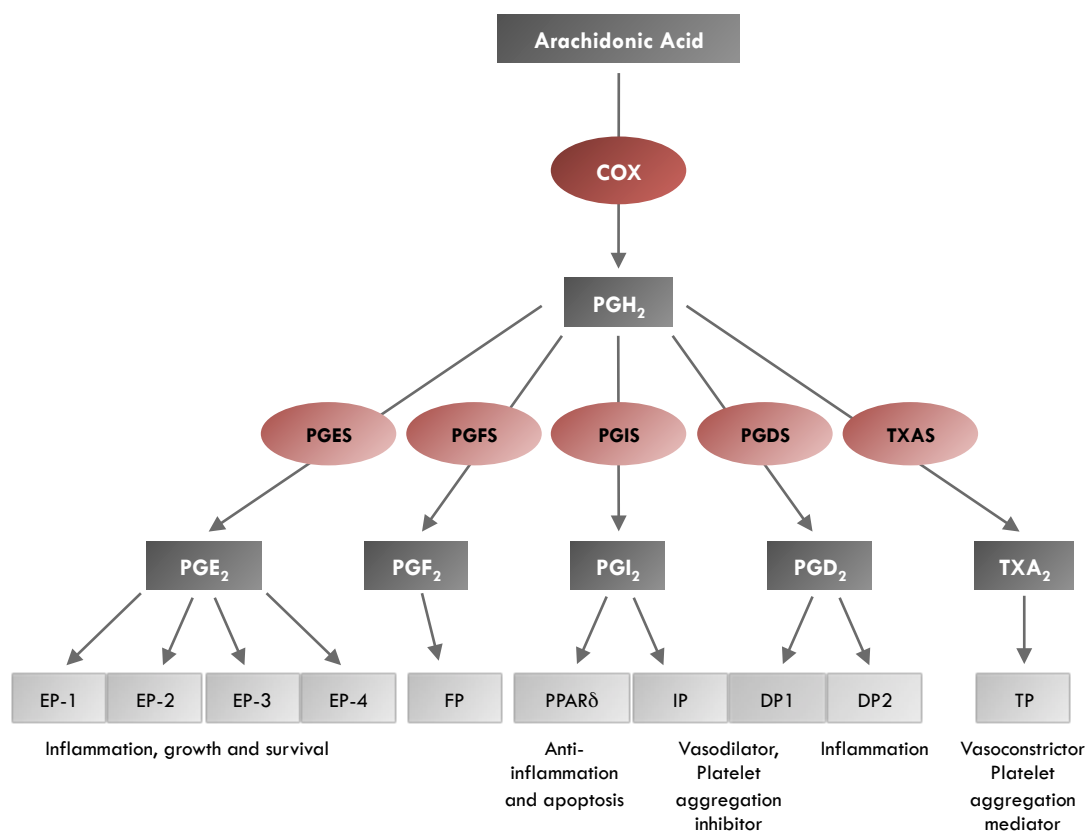 Arachidonic Acid
COX
PGH₂
PGES
PGFS
PGIS
PGDS
TXAS
PGE₂
PGF₂
PGI₂
PGD₂
TXA₂
EP-1
EP-2
EP-3
EP-4
FP
PPARδ
IP
DP1
DP2
TP
Inflammation, growth and survival
Anti-
inflammation
and apoptosis
Vasodilator,
Platelet
aggregation
inhibitor
Inflammation
Vasoconstrictor
Platelet
aggregation
mediator